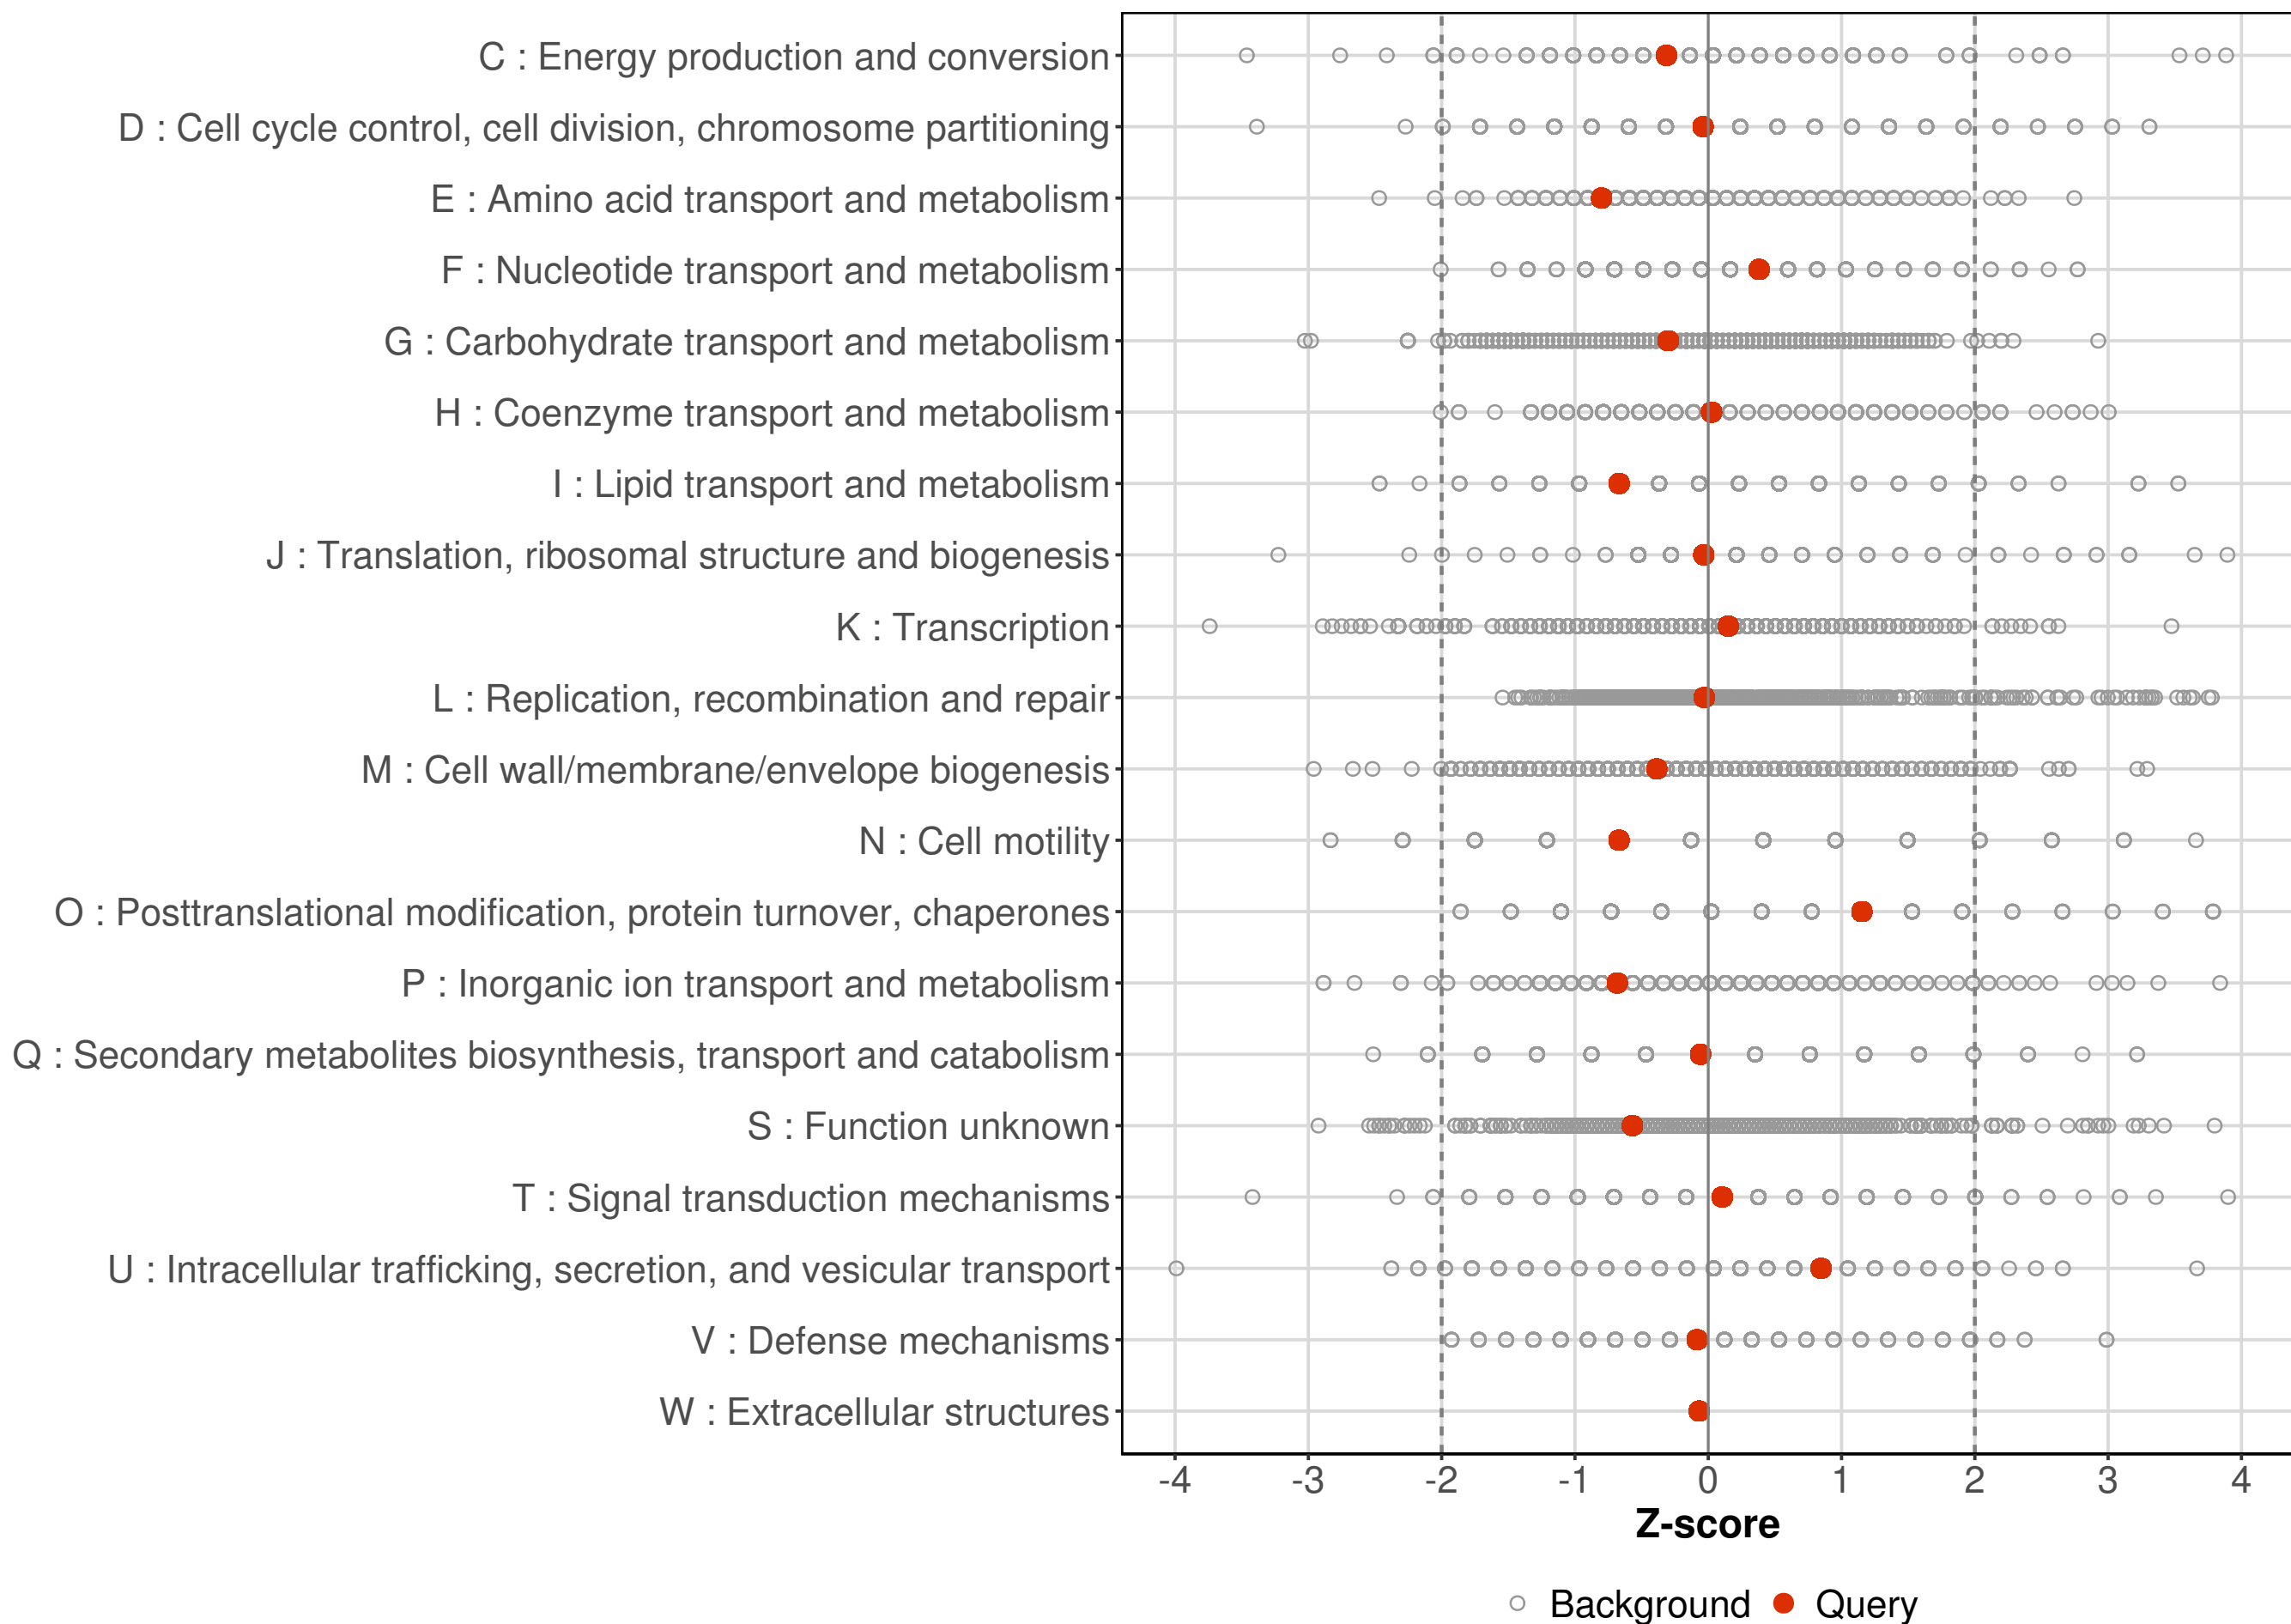 C : Energy production and conversion
D : Cell cycle control, cell division, chromosome partitioning
E : Amino acid transport and metabolism
F : Nucleotide transport and metabolism
G : Carbohydrate transport and metabolism
H : Coenzyme transport and metabolism
I : Lipid transport and metabolism
J : Translation, ribosomal structure and biogenesis
K : Transcription
L : Replication, recombination and repair
M : Cell wall/membrane/envelope biogenesis
N : Cell motility
O : Posttranslational modification, protein turnover, chaperones
P : Inorganic ion transport and metabolism
Q : Secondary metabolites biosynthesis, transport and catabolism
S : Function unknown
T : Signal transduction mechanisms
U : Intracellular trafficking, secretion, and vesicular transport
V : Defense mechanisms
W : Extracellular structures
-4 -3 -2 -1 0 1 2 3 4
Z-score
Background Query